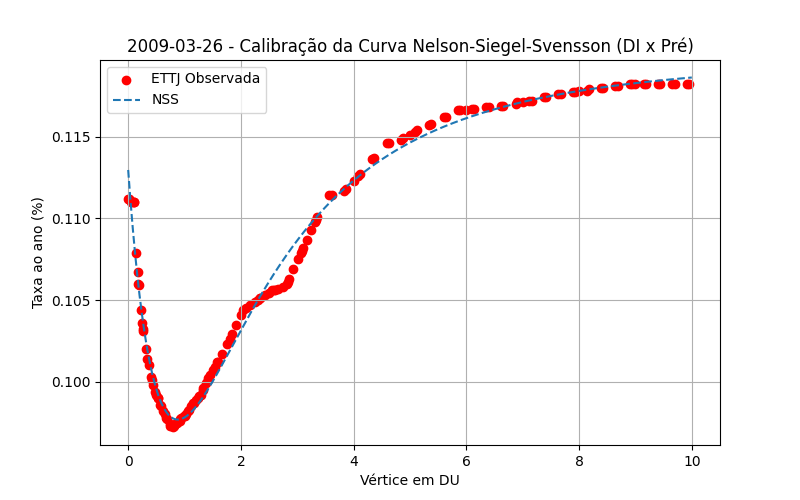 2009-03-26 - Calibração da Curva Nelson-Siegel-Svensson (DI x Pré)
ETTJ Observada
NSS
Taxa ao ano (%)
0.115
0.110
0.105
0.100
0 2 4 6 8 10
Vértice em DU